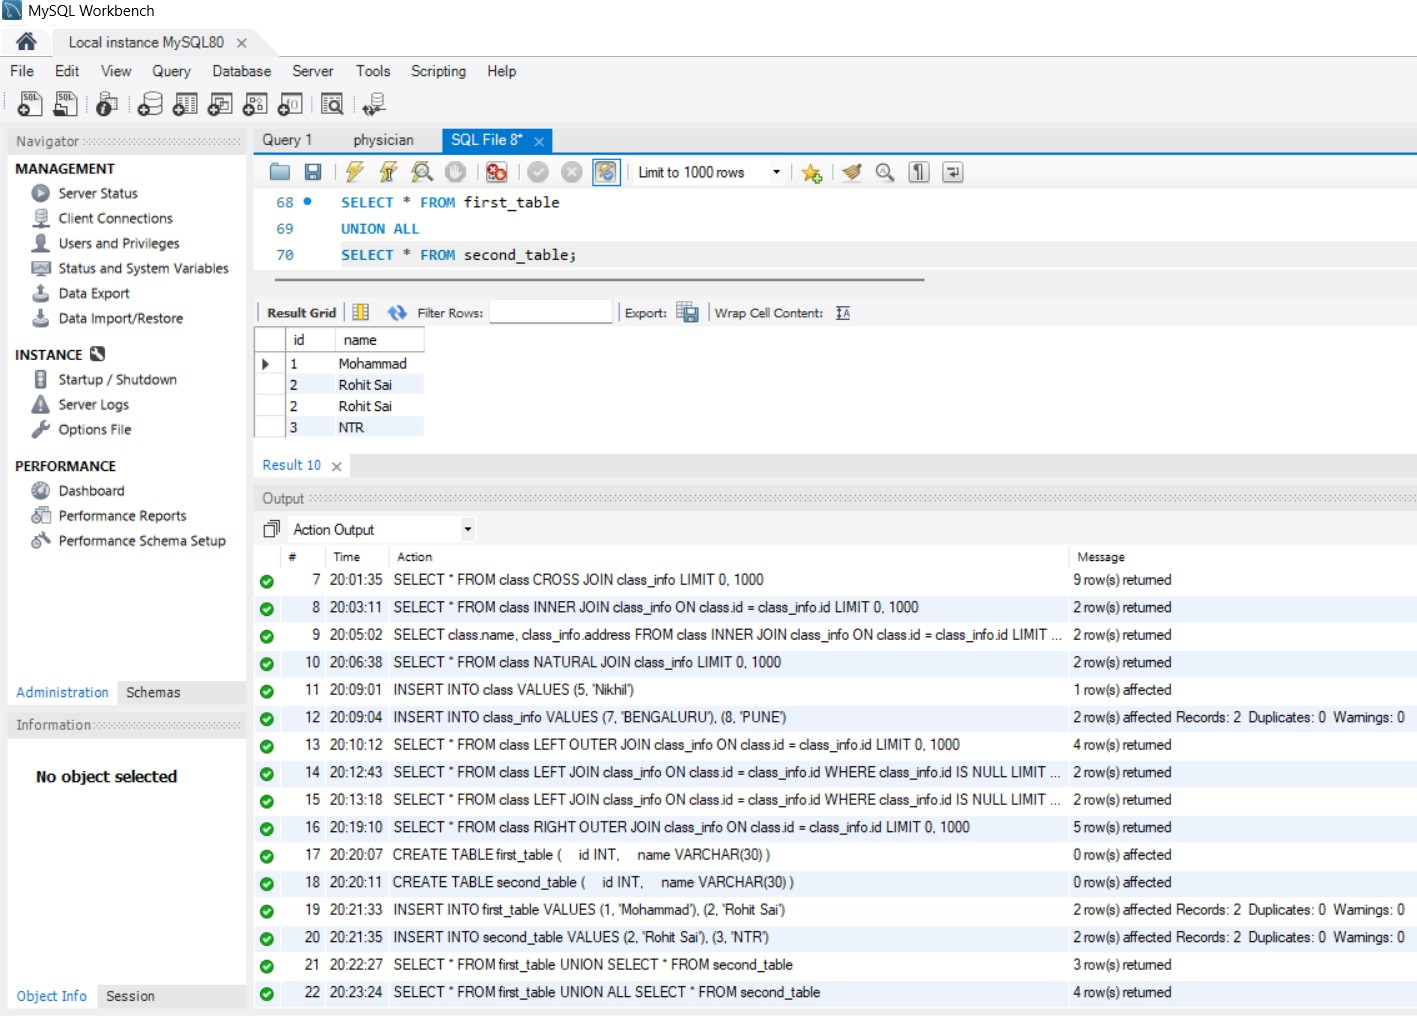 MySQL Workbench
Local instance MySQL80
File Edit View Query Database Server Tools Scripting Help
Navigator
MANAGEMENT
Server Status
Client Connections
Users and Privileges
Status and System Variables
Data Export
Data Import/Restore
INSTANCE
Startup / Shutdown
Server Logs
Options File
PERFORMANCE
Dashboard
Performance Reports
Performance Schema Setup
Administration Schemas
Information
No object selected
Object Info Session
Query 1 physician SQL File 8*
Limit to 1000 rows
68 SELECT * FROM first_table
69 UNION ALL
70 SELECT * FROM second_table;
Result Grid Filter Rows: Export: Wrap Cell Content:
id name
1 Mohammad
2 Rohit Sai
2 Rohit Sai
3 NTR
Result 10
Output
Action Output
# Time Action Message
7 20:01:35 SELECT * FROM class CROSS JOIN class_info LIMIT 0, 1000 9 row(s) returned
8 20:03:11 SELECT * FROM class INNER JOIN class_info ON class.id = class_info.id LIMIT 0, 1000 2 row(s) returned
9 20:05:02 SELECT class.name, class_info.address FROM class INNER JOIN class_info ON class.id = class_info.id LIMIT ... 2 row(s) returned
10 20:06:38 SELECT * FROM class NATURAL JOIN class_info LIMIT 0, 1000 2 row(s) returned
11 20:09:01 INSERT INTO class VALUES (5, 'Nikhil') 1 row(s) affected
12 20:09:04 INSERT INTO class_info VALUES (7, 'BENGALURU'), (8, 'PUNE') 2 row(s) affected Records: 2 Duplicates: 0 Warnings: 0
13 20:10:12 SELECT * FROM class LEFT OUTER JOIN class_info ON class.id = class_info.id LIMIT 0, 1000 4 row(s) returned
14 20:12:43 SELECT * FROM class LEFT JOIN class_info ON class.id = class_info.id WHERE class_info.id IS NULL LIMIT ... 2 row(s) returned
15 20:13:18 SELECT * FROM class LEFT JOIN class_info ON class.id = class_info.id WHERE class_info.id IS NULL LIMIT ... 2 row(s) returned
16 20:19:10 SELECT * FROM class RIGHT OUTER JOIN class_info ON class.id = class_info.id LIMIT 0, 1000 5 row(s) returned
17 20:20:07 CREATE TABLE first_table ( id INT, name VARCHAR(30) ) 0 row(s) affected
18 20:20:11 CREATE TABLE second_table ( id INT, name VARCHAR(30) ) 0 row(s) affected
19 20:21:33 INSERT INTO first_table VALUES (1, 'Mohammad'), (2, 'Rohit Sai') 2 row(s) affected Records: 2 Duplicates: 0 Warnings: 0
20 20:21:35 INSERT INTO second_table VALUES (2, 'Rohit Sai'), (3, 'NTR') 2 row(s) affected Records: 2 Duplicates: 0 Warnings: 0
21 20:22:27 SELECT * FROM first_table UNION SELECT * FROM second_table 3 row(s) returned
22 20:23:24 SELECT * FROM first_table UNION ALL SELECT * FROM second_table 4 row(s) returned